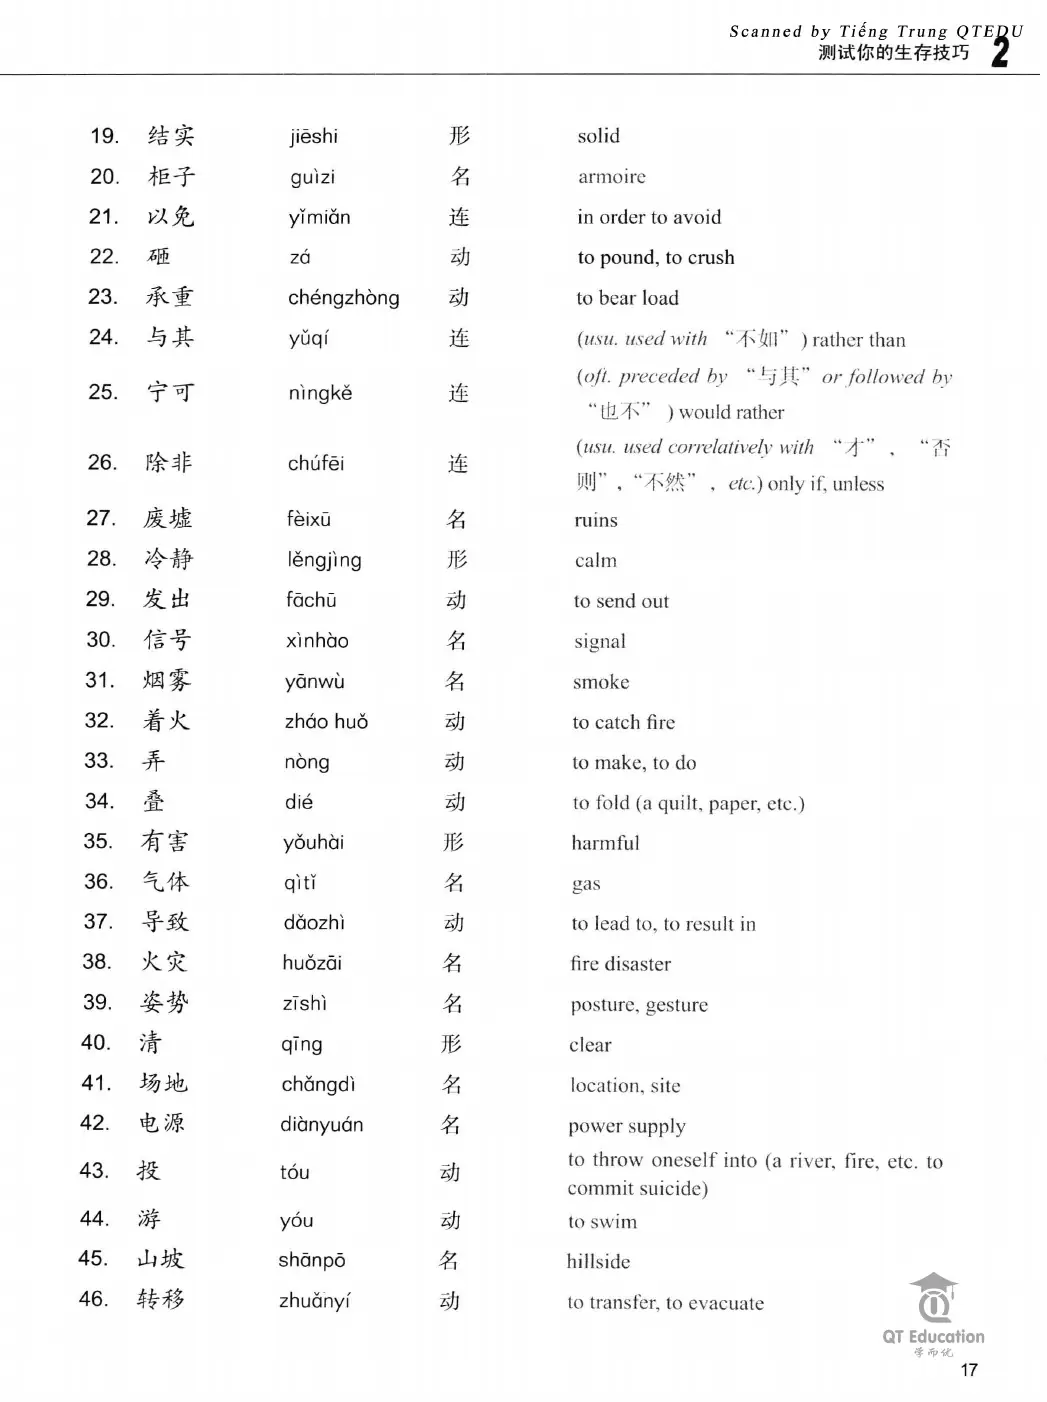 Scanned by Tiếng Trung QTEDU
测试你的生存技巧 2
19. 结实 jiēshi 形 solid
20. 柜子 guìzi 名 armoire
21. 以免 yǐmiǎn 连 in order to avoid
22. 砸 zá 动 to pound, to crush
23. 承重 chéngzhòng 动 to bear load
24. 与其 yǔqí 连 (usu. used with “不如”) rather than
25. 宁可 nìngkě 连 (oft. preceded by “与其” or followed by
“也不”) would rather
26. 除非 chúfēi 连 (usu. used correlatively with “才”, “否
则”, “不然”, etc.) only if, unless
27. 废墟 fèixū 名 ruins
28. 冷静 lěngjìng 形 calm
29. 发出 fāchū 动 to send out
30. 信号 xìnhào 名 signal
31. 烟雾 yānwù 名 smoke
32. 着火 zháo huǒ 动 to catch fire
33. 弄 nòng 动 to make, to do
34. 叠 dié 动 to fold (a quilt, paper, etc.)
35. 有害 yǒuhài 形 harmful
36. 气体 qìtǐ 名 gas
37. 导致 dǎozhì 动 to lead to, to result in
38. 火灾 huǒzāi 名 fire disaster
39. 姿势 zīshì 名 posture, gesture
40. 清 qīng 形 clear
41. 场地 chǎngdì 名 location, site
42. 电源 diànyuán 名 power supply
43. 投 tóu 动 to throw oneself into (a river, fire, etc. to
commit suicide)
44. 游 yóu 动 to swim
45. 山坡 shānpō 名 hillside
46. 转移 zhuǎnyí 动 to transfer, to evacuate
QT Education
学而优
17